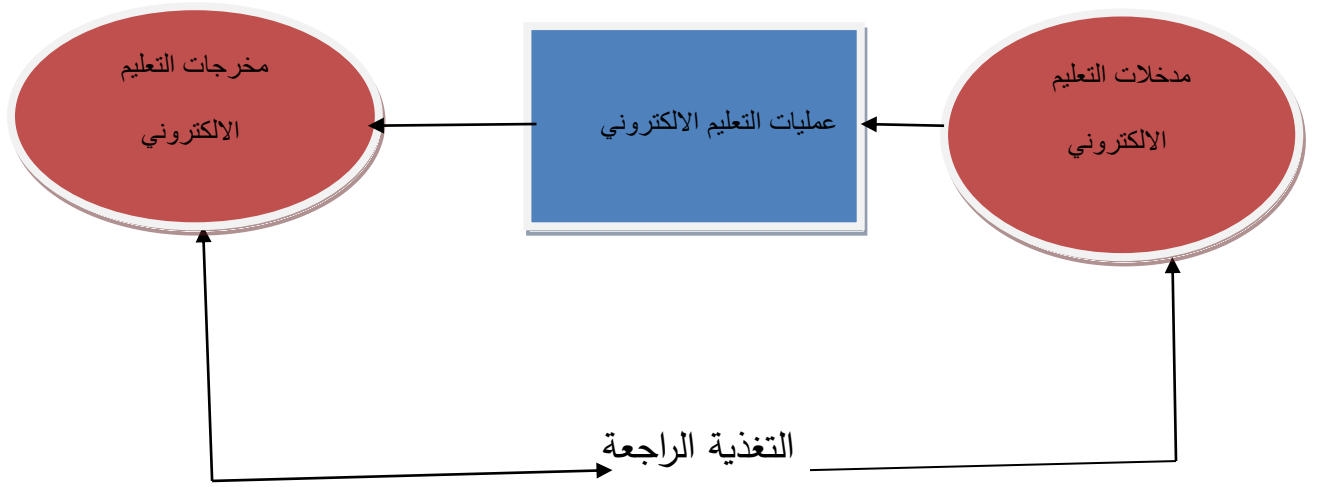 مدخلات التعليم
الالكتروني
عمليات التعليم الالكتروني
مخرجات التعليم
الالكتروني
التغذية الراجعة